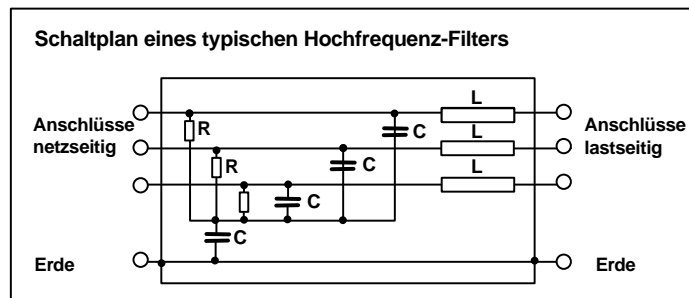 Schaltplan eines typischen Hochfrequenz-Filters
L
Anschlüsse
netzseitig
R
C
L
Anschlüsse
lastseitig
R
C
L
C
C
Erde
Erde